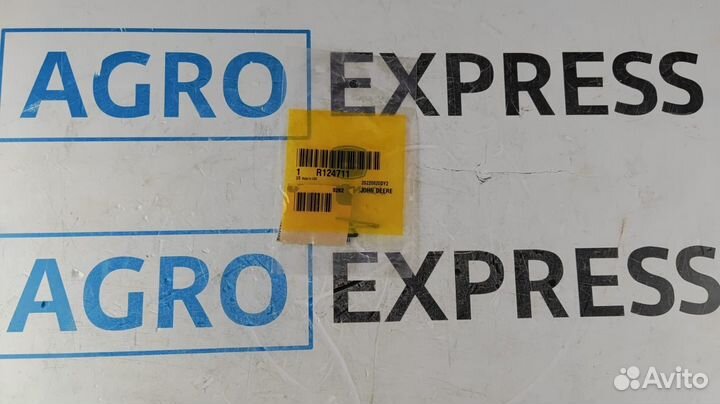 AGRO EXPRESS
1 R124711
JOHN DEERE
AGRO EXPRESS
Avito